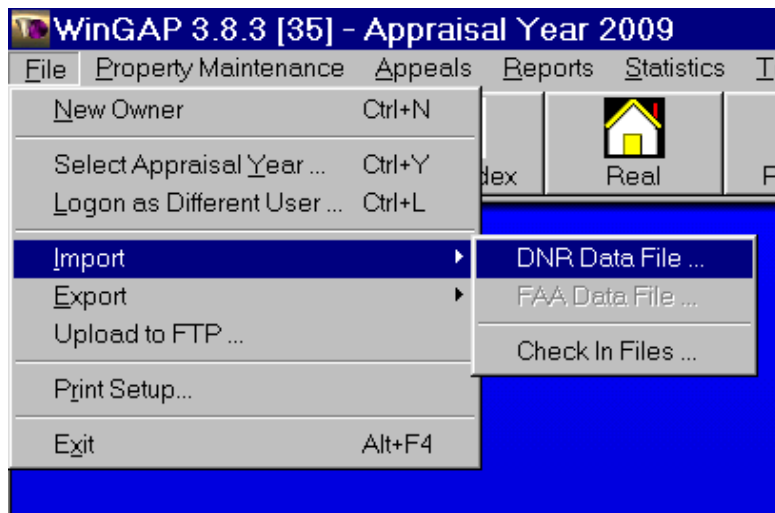 WinGAP 3.8.3 [35] - Appraisal Year 2009
File Property Maintenance Appeals Reports Statistics T
New Owner Ctrl+N
Select Appraisal Year ... Ctrl+Y
Logon as Different User ... Ctrl+L
Import
Export
Upload to FTP ...
Print Setup...
Exit Alt+F4
dex
Real
DNR Data File ...
FAA Data File ...
Check In Files ...